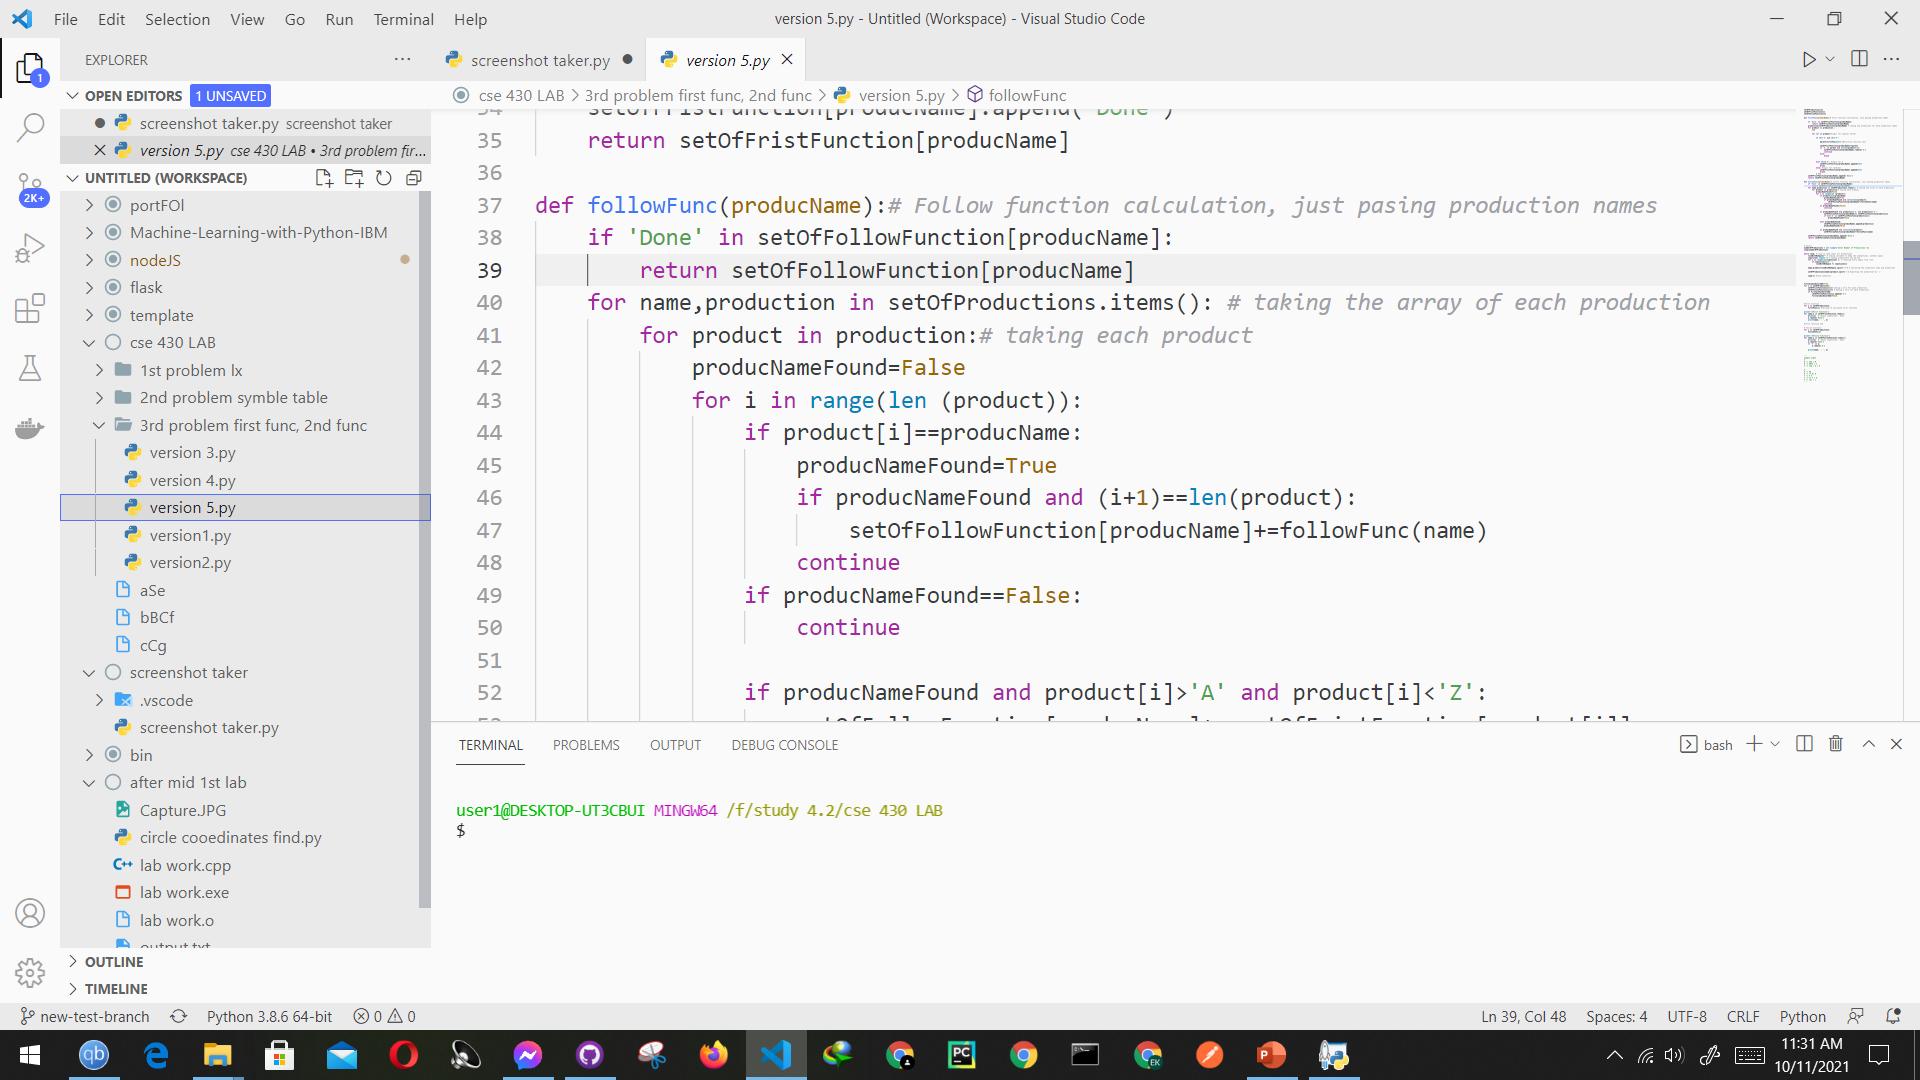 File Edit Selection View Go Run Terminal Help
version 5.py - Untitled (Workspace) - Visual Studio Code
EXPLORER
1
OPEN EDITORS 1 UNSAVED
screenshot taker.py screenshot taker
version 5.py cse 430 LAB • 3rd problem fir...
UNTITLED (WORKSPACE)
2K+
portFOl
Machine-Learning-with-Python-IBM
nodeJS
flask
template
cse 430 LAB
1st problem lx
2nd problem symble table
3rd problem first func, 2nd func
version 3.py
version 4.py
version 5.py
version1.py
version2.py
aSe
bBCf
cCg
screenshot taker
.vscode
screenshot taker.py
bin
after mid 1st lab
Capture.JPG
circle cooedinates find.py
lab work.cpp
lab work.exe
lab work.o
output.txt
OUTLINE
TIMELINE
screenshot taker.py
version 5.py
cse 430 LAB > 3rd problem first func, 2nd func > version 5.py > followFunc
34 setOfFristFunction[producName].append('Done')
35 return setOfFristFunction[producName]
36
37 def followFunc(producName):# Follow function calculation, just pasing production names
38 if 'Done' in setOfFollowFunction[producName]:
39 return setOfFollowFunction[producName]
40 for name,production in setOfProductions.items(): # taking the array of each production
41 for product in production:# taking each product
42 producNameFound=False
43 for i in range(len (product)):
44 if product[i]==producName:
45 producNameFound=True
46 if producNameFound and (i+1)==len(product):
47 setOfFollowFunction[producName]+=followFunc(name)
48 continue
49 if producNameFound==False:
50 continue
51
52 if producNameFound and product[i]>'A' and product[i]<'Z':
TERMINAL PROBLEMS OUTPUT DEBUG CONSOLE
bash
user1@DESKTOP-UT3CBUI MINGW64 /f/study 4.2/cse 430 LAB
$
new-test-branch Python 3.8.6 64-bit 0 0
Ln 39, Col 48 Spaces: 4 UTF-8 CRLF Python
11:31 AM
10/11/2021